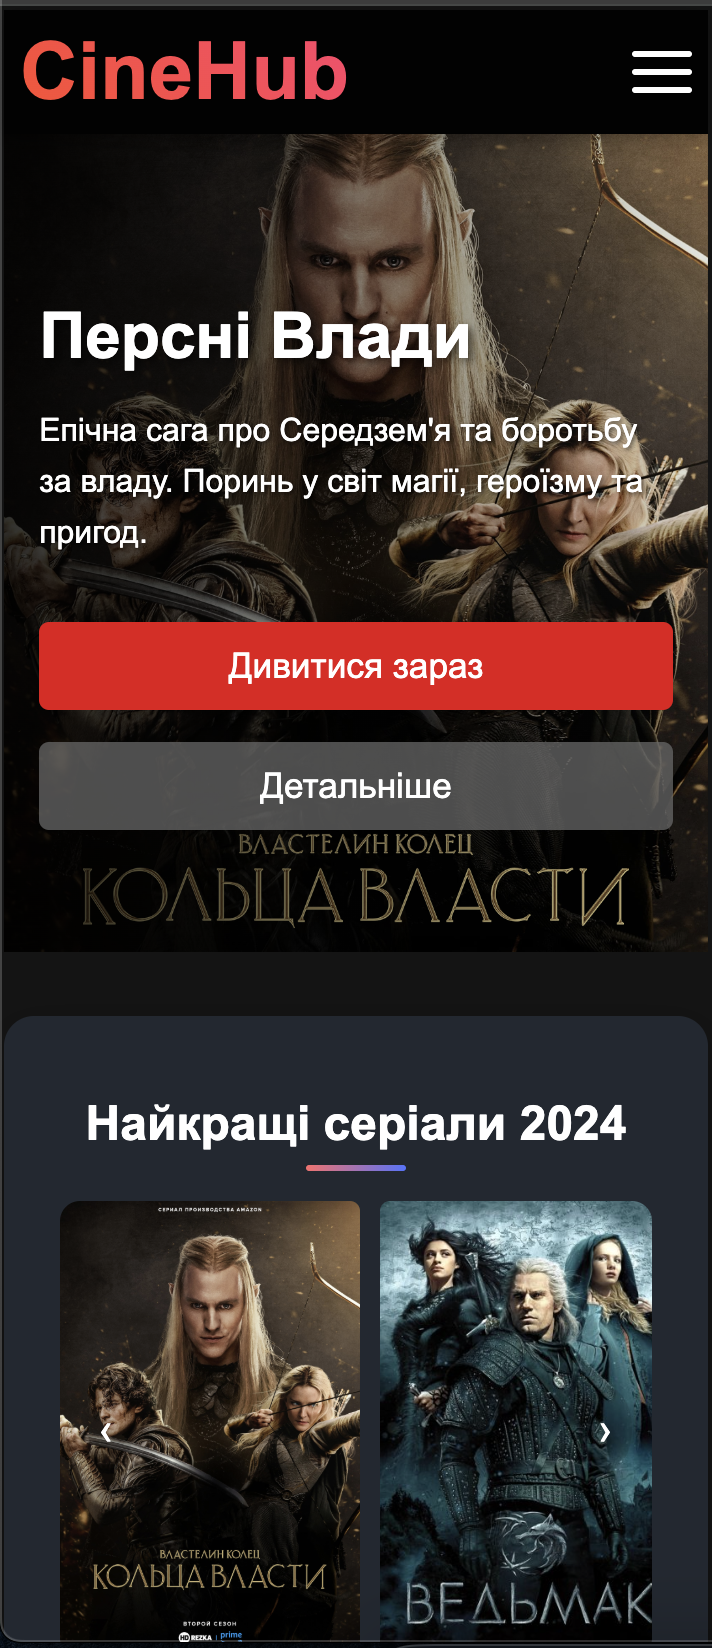 CineHub
Персні Влади
Епічна сага про Середзем'я та боротьбу
за владу. Поринь у світ магії, героїзму та
пригод.
Дивитися зараз
Детальніше
ВЛАСТЕЛИН КОЛЕЦ
КОЛЬЦА ВЛАСТИ
Найкращі серіали 2024
СЕРИАЛ ПРОИЗВОДСТВА AMAZON
❮
❯
ВЛАСТЕЛИН КОЛЕЦ
КОЛЬЦА ВЛАСТИ
ВЕДЬМАК
ВТОРОЙ СЕЗОН
HDREZKA prime